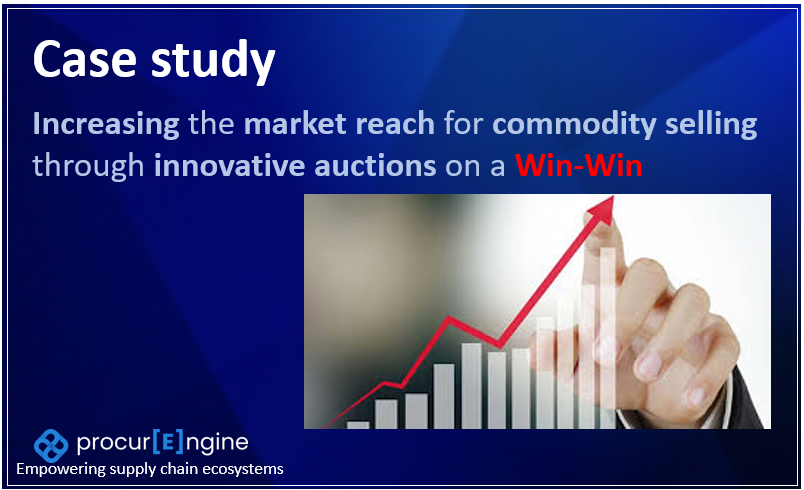 Case study
Increasing the market reach for commodity selling
through innovative auctions on a Win-Win
procur[E]ngine
Empowering supply chain ecosystems